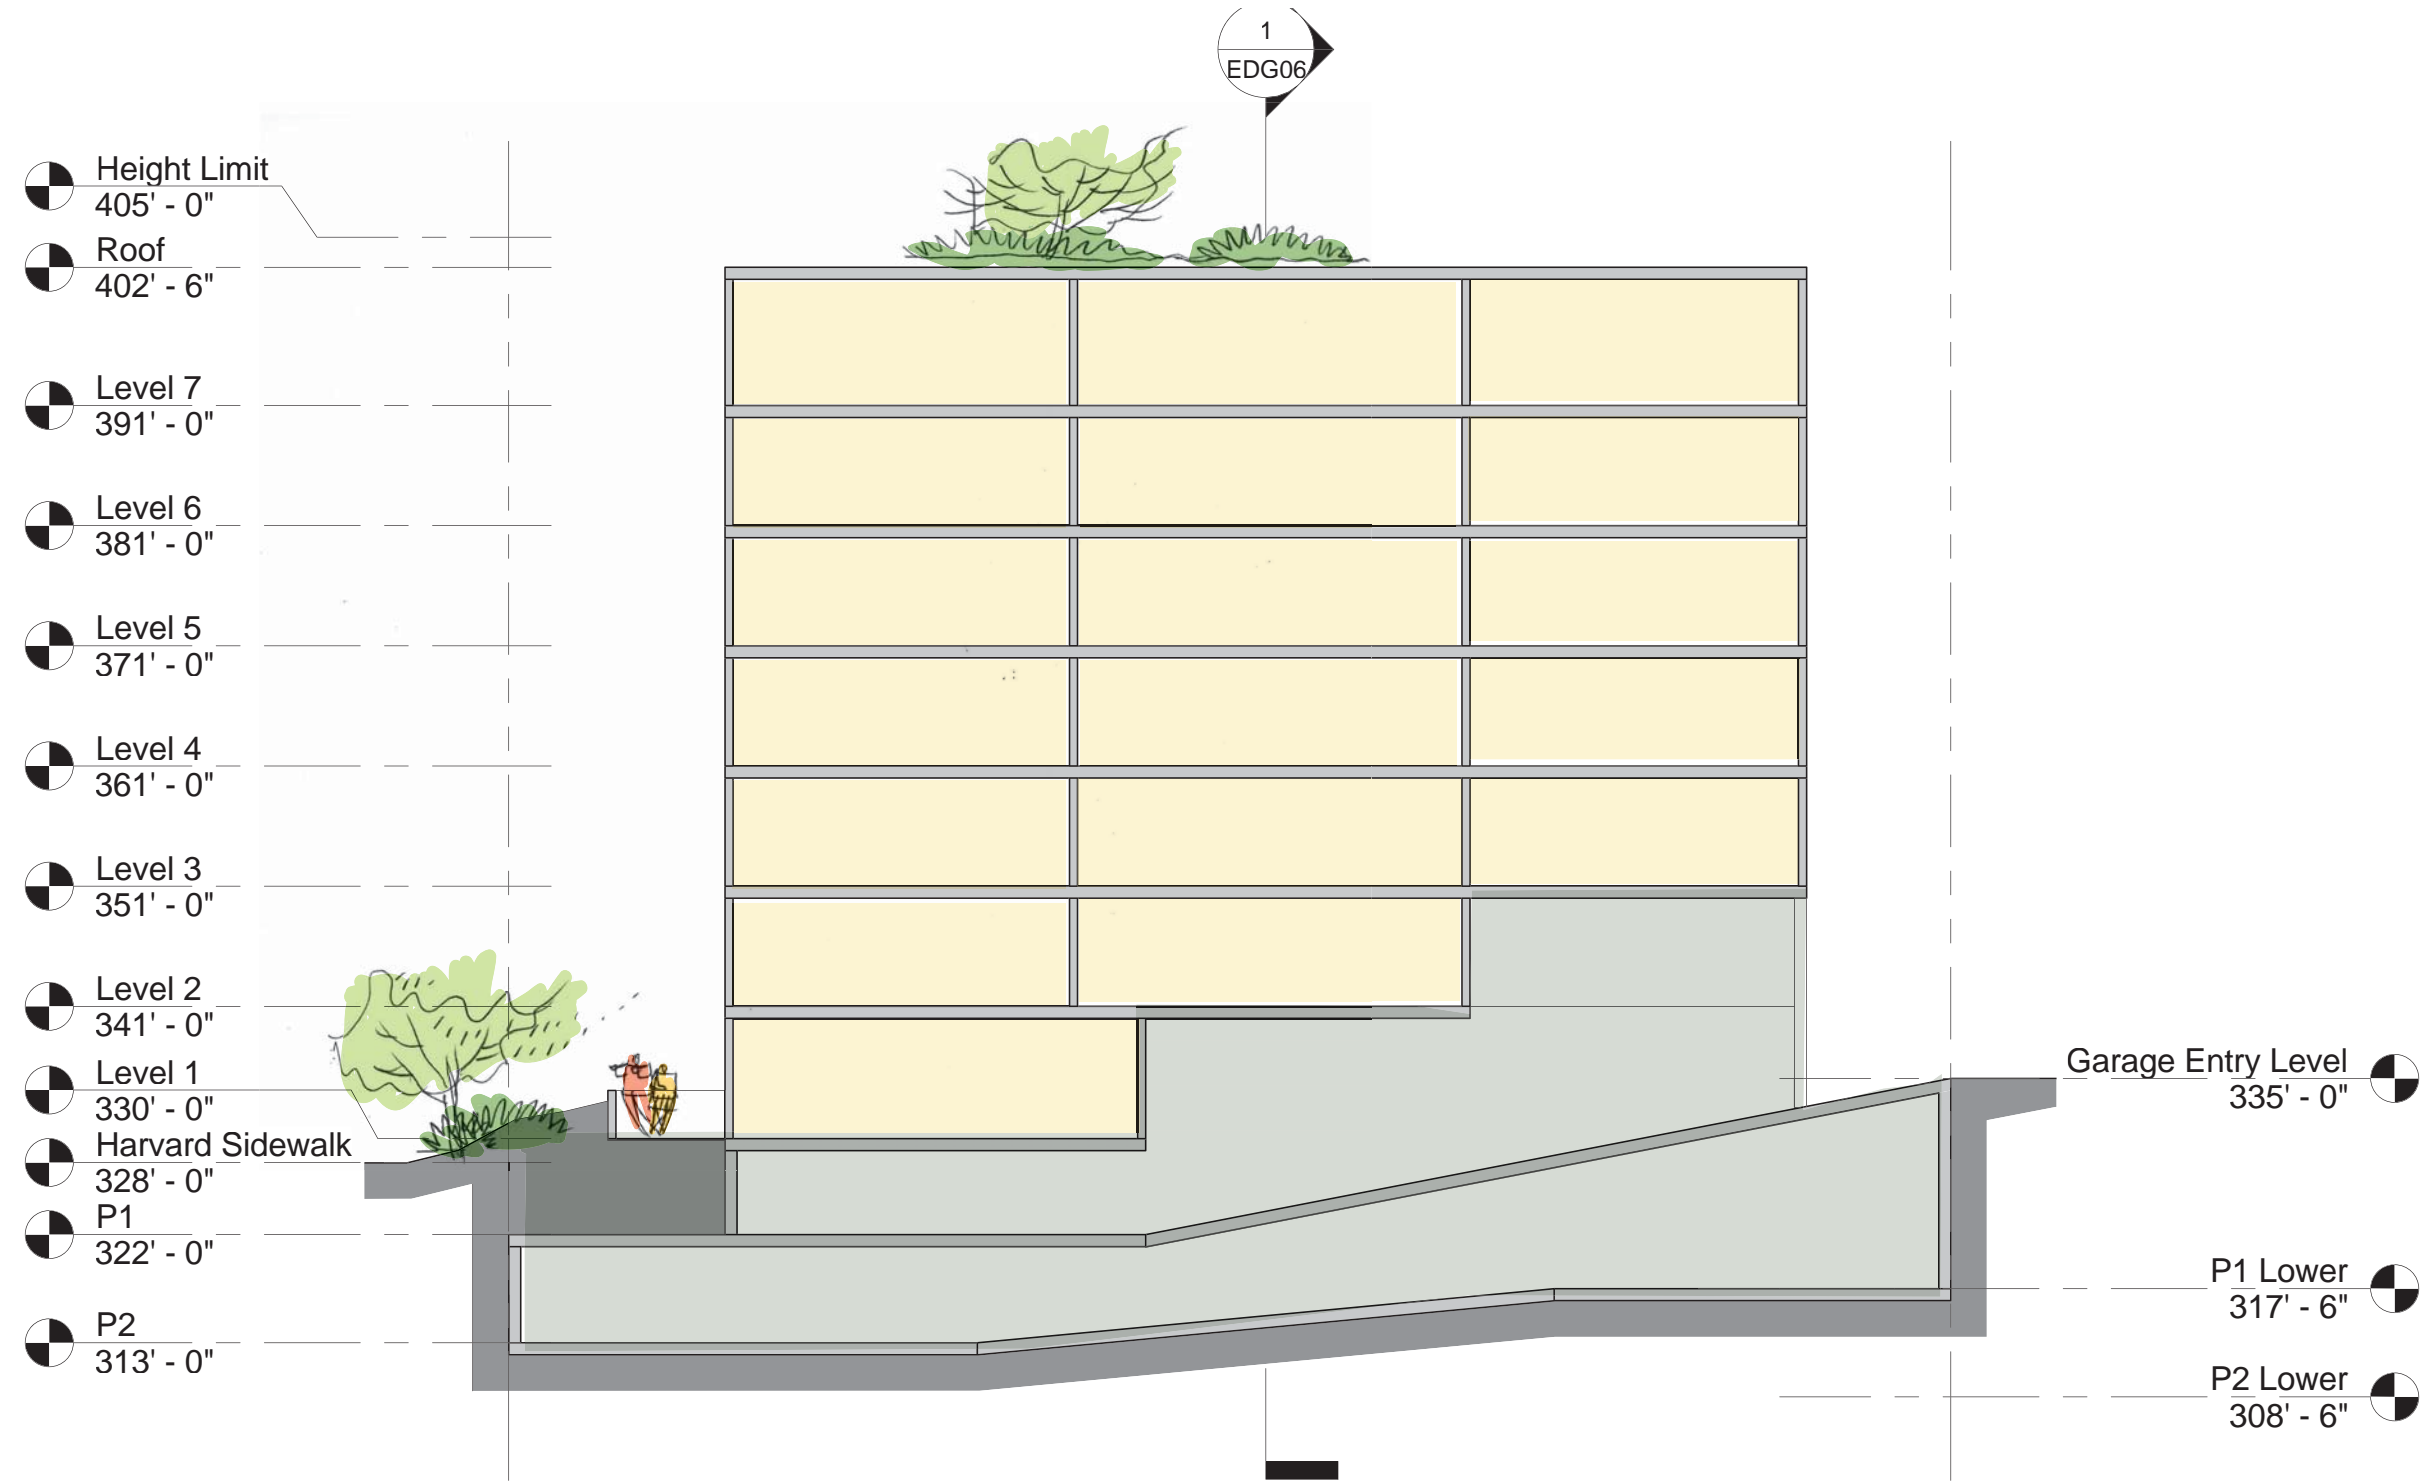 1
EDG06
Height Limit
405' - 0"
Roof
402' - 6"
Level 7
391' - 0"
Level 6
381' - 0"
Level 5
371' - 0"
Level 4
361' - 0"
Level 3
351' - 0"
Level 2
341' - 0"
Level 1
330' - 0"
Harvard Sidewalk
328' - 0"
P1
322' - 0"
P2
313' - 0"
Garage Entry Level
335' - 0"
P1 Lower
317' - 6"
P2 Lower
308' - 6"